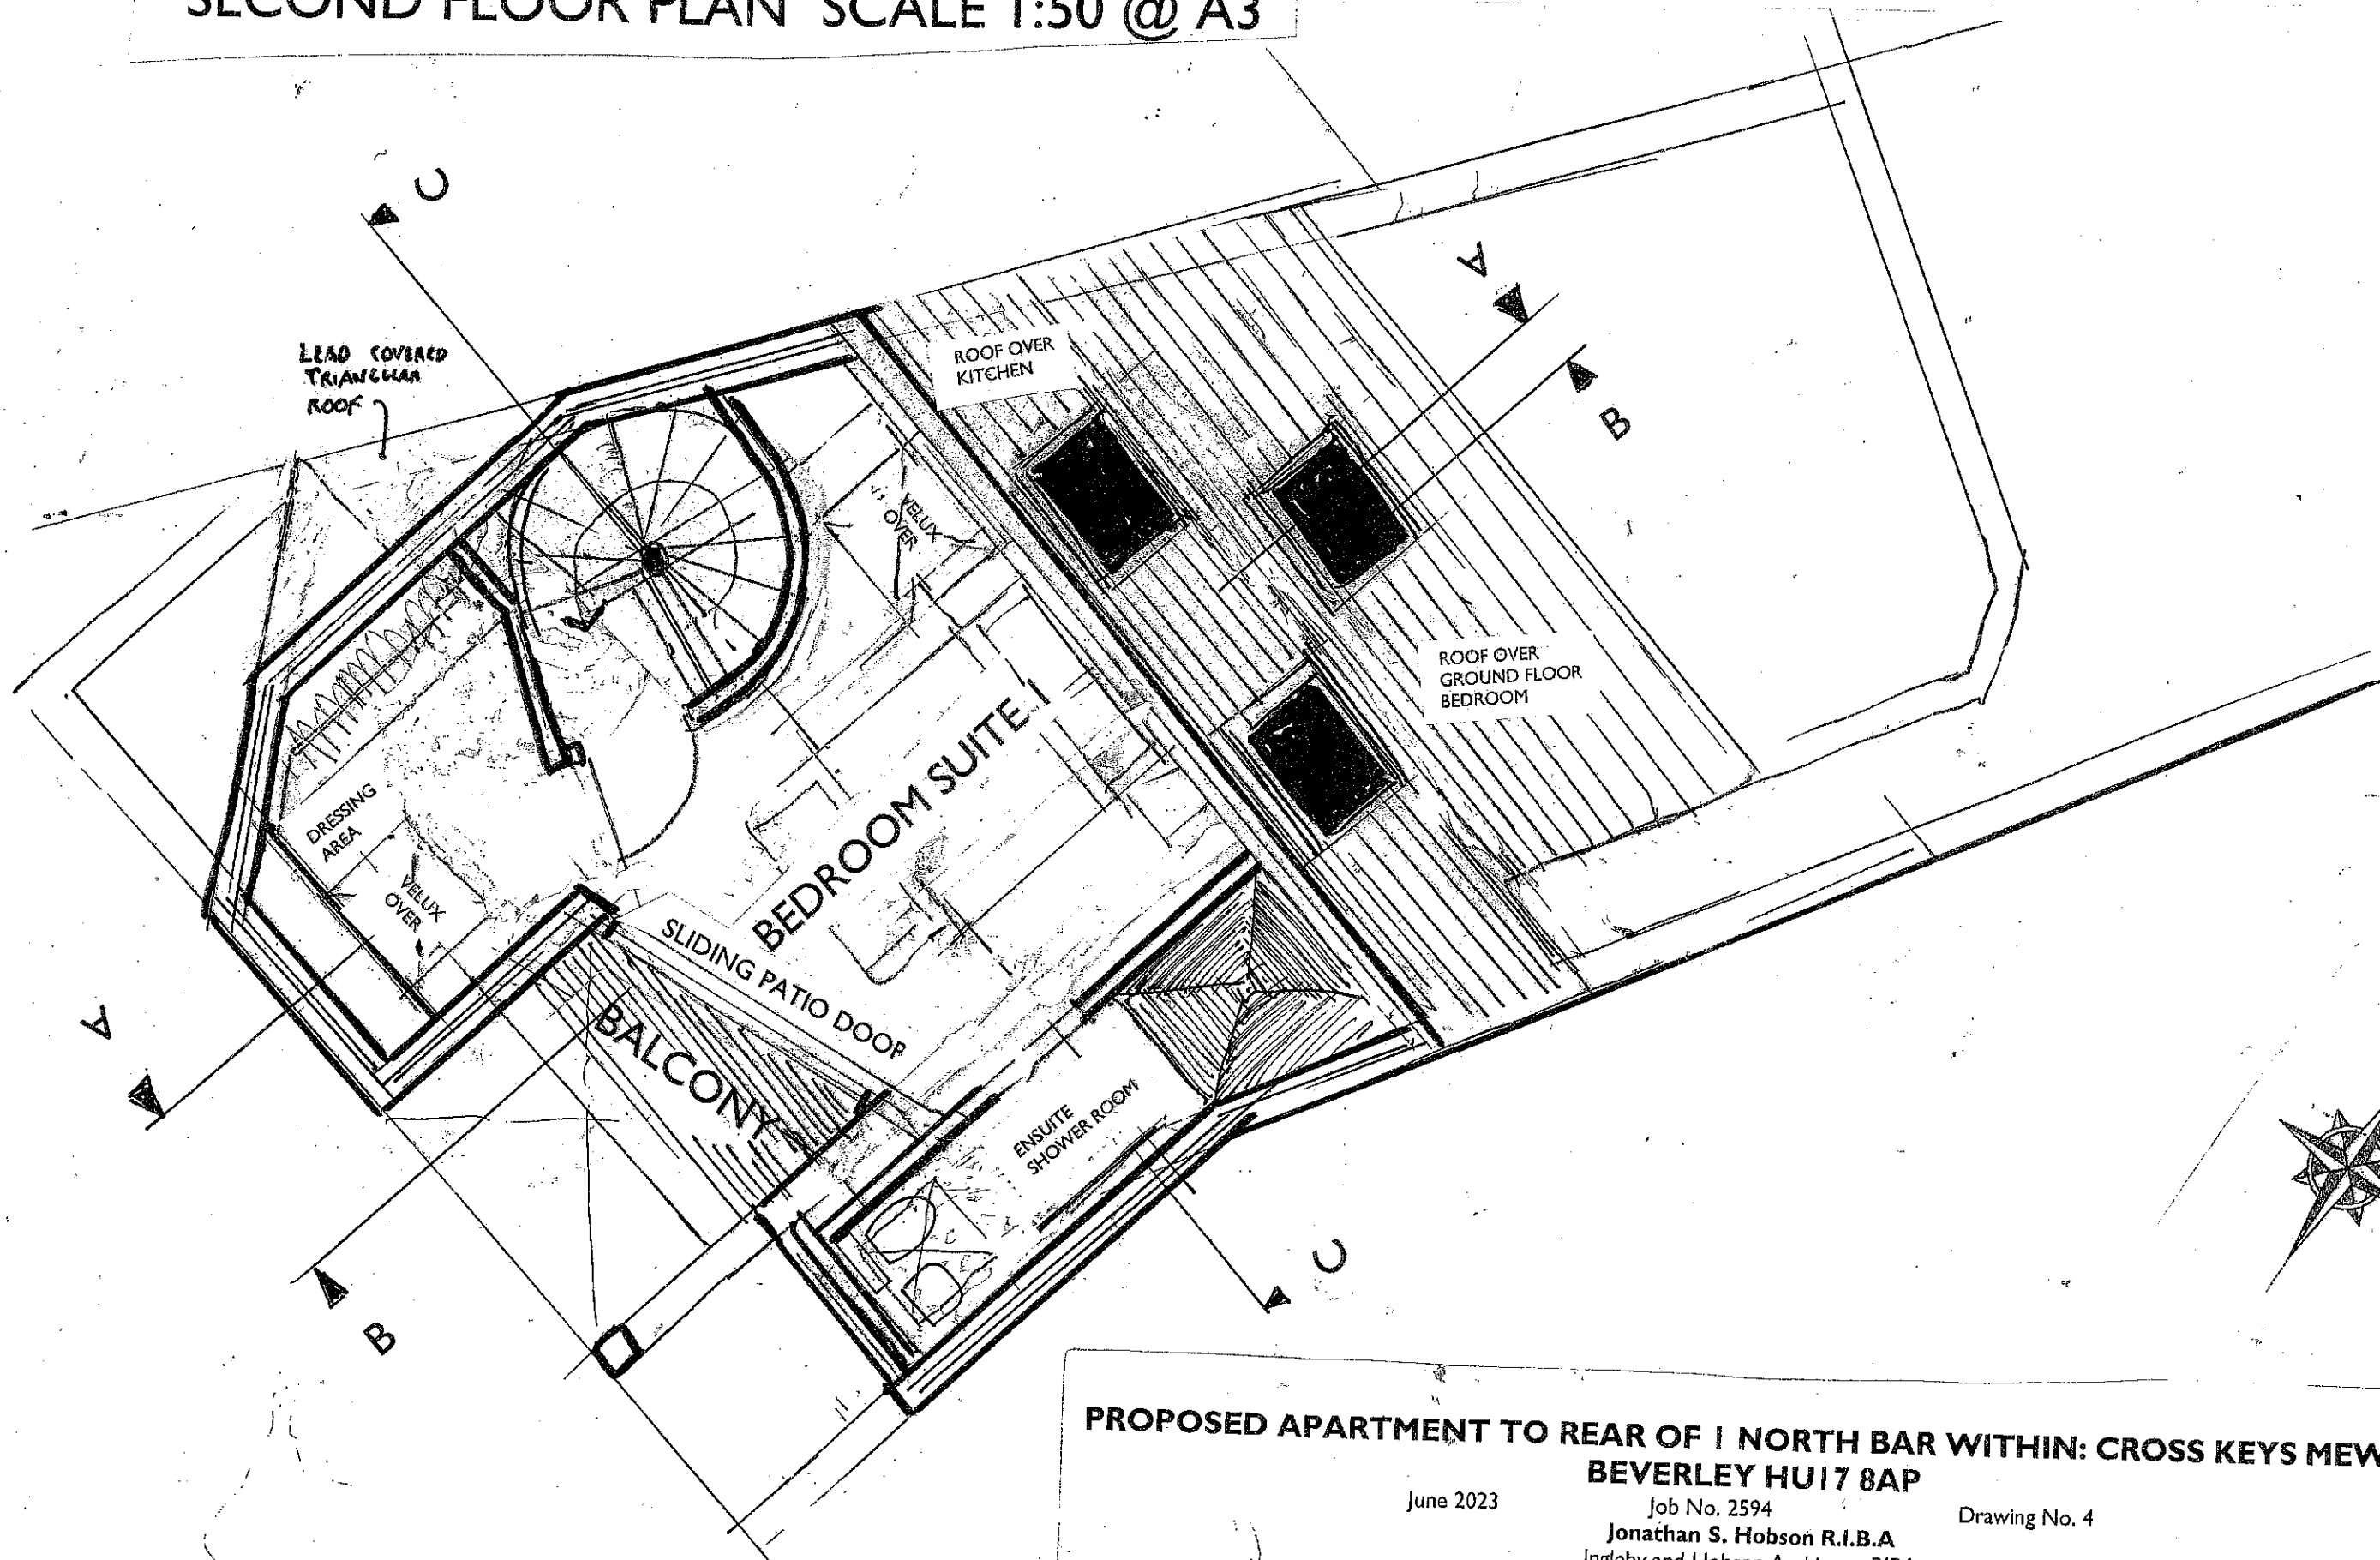 SECOND FLOOR PLAN SCALE 1:50 @ A3
C
LEAD COVERED
TRIANGULAR
ROOF
ROOF OVER
KITCHEN
A
B
VELUX
OVER
ROOF OVER
GROUND FLOOR
BEDROOM
BEDROOM SUITE 1
DRESSING
AREA
VELUX
OVER
SLIDING PATIO DOOR
BALCONY
ENSUITE
SHOWER ROOM
A
B
C
PROPOSED APARTMENT TO REAR OF 1 NORTH BAR WITHIN: CROSS KEYS MEW
BEVERLEY HU17 8AP
June 2023
Job No. 2594
Drawing No. 4
Jonathan S. Hobson R.I.B.A